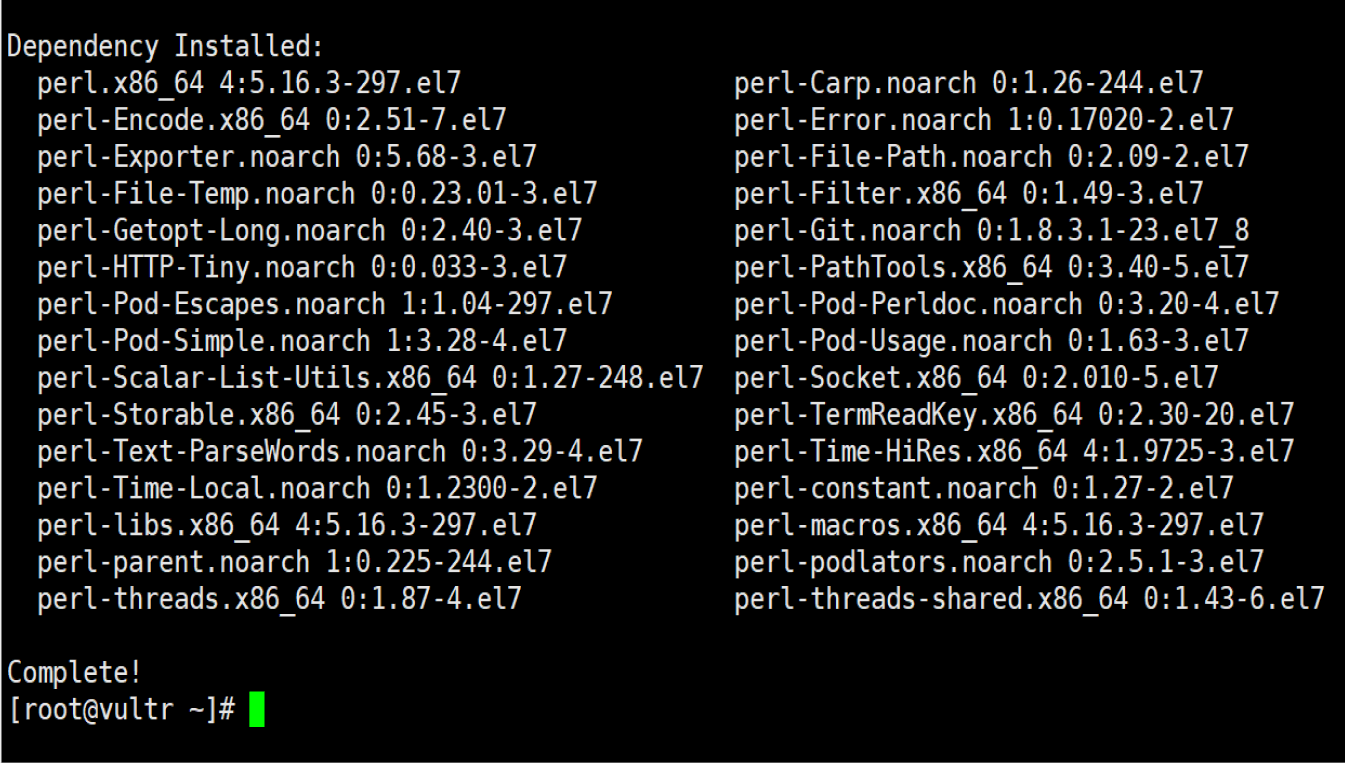 Dependency Installed:
perl.x86_64 4:5.16.3-297.el7 perl-Carp.noarch 0:1.26-244.el7
perl-Encode.x86_64 0:2.51-7.el7 perl-Error.noarch 1:0.17020-2.el7
perl-Exporter.noarch 0:5.68-3.el7 perl-File-Path.noarch 0:2.09-2.el7
perl-File-Temp.noarch 0:0.23.01-3.el7 perl-Filter.x86_64 0:1.49-3.el7
perl-Getopt-Long.noarch 0:2.40-3.el7 perl-Git.noarch 0:1.8.3.1-23.el7_8
perl-HTTP-Tiny.noarch 0:0.033-3.el7 perl-PathTools.x86_64 0:3.40-5.el7
perl-Pod-Escapes.noarch 1:1.04-297.el7 perl-Pod-Perldoc.noarch 0:3.20-4.el7
perl-Pod-Simple.noarch 1:3.28-4.el7 perl-Pod-Usage.noarch 0:1.63-3.el7
perl-Scalar-List-Utils.x86_64 0:1.27-248.el7 perl-Socket.x86_64 0:2.010-5.el7
perl-Storable.x86_64 0:2.45-3.el7 perl-TermReadKey.x86_64 0:2.30-20.el7
perl-Text-ParseWords.noarch 0:3.29-4.el7 perl-Time-HiRes.x86_64 4:1.9725-3.el7
perl-Time-Local.noarch 0:1.2300-2.el7 perl-constant.noarch 0:1.27-2.el7
perl-libs.x86_64 4:5.16.3-297.el7 perl-macros.x86_64 4:5.16.3-297.el7
perl-parent.noarch 1:0.225-244.el7 perl-podlators.noarch 0:2.5.1-3.el7
perl-threads.x86_64 0:1.87-4.el7 perl-threads-shared.x86_64 0:1.43-6.el7
Complete!
[root@vultr ~]#